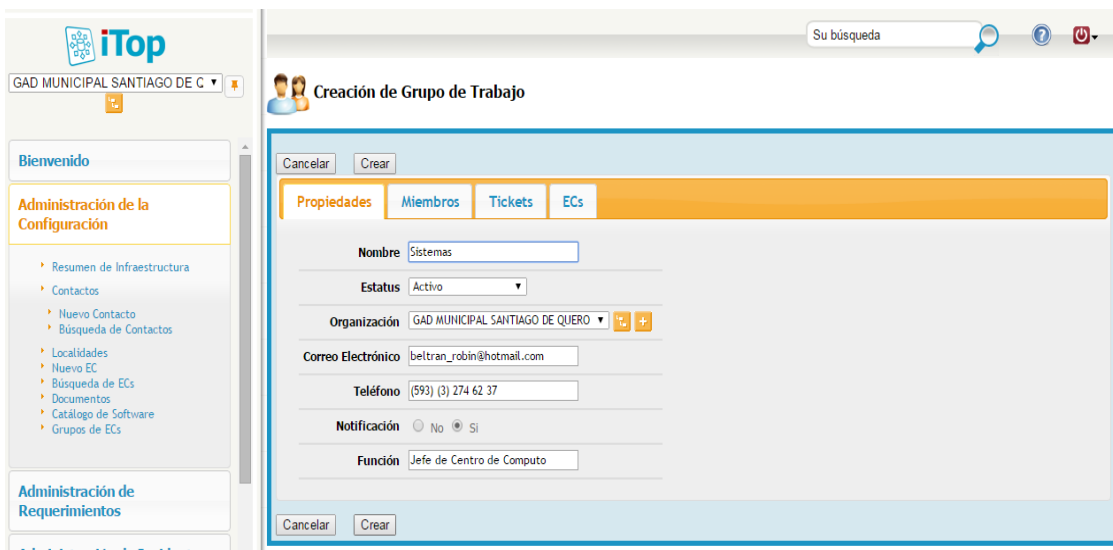 iTop
GAD MUNICIPAL SANTIAGO DE C
Bienvenido
Administración de la
Configuración
Resumen de Infraestructura
Contactos
Nuevo Contacto
Búsqueda de Contactos
Localidades
Nuevo EC
Búsqueda de ECs
Documentos
Catálogo de Software
Grupos de ECs
Administración de
Requerimientos
Su búsqueda
Creación de Grupo de Trabajo
Cancelar Crear
Propiedades Miembros Tickets ECs
Nombre Sistemas
Estatus Activo
Organización GAD MUNICIPAL SANTIAGO DE QUERO
Correo Electrónico beltran_robin@hotmail.com
Teléfono (593) (3) 274 62 37
Notificación No Si
Función Jefe de Centro de Computo
Cancelar Crear